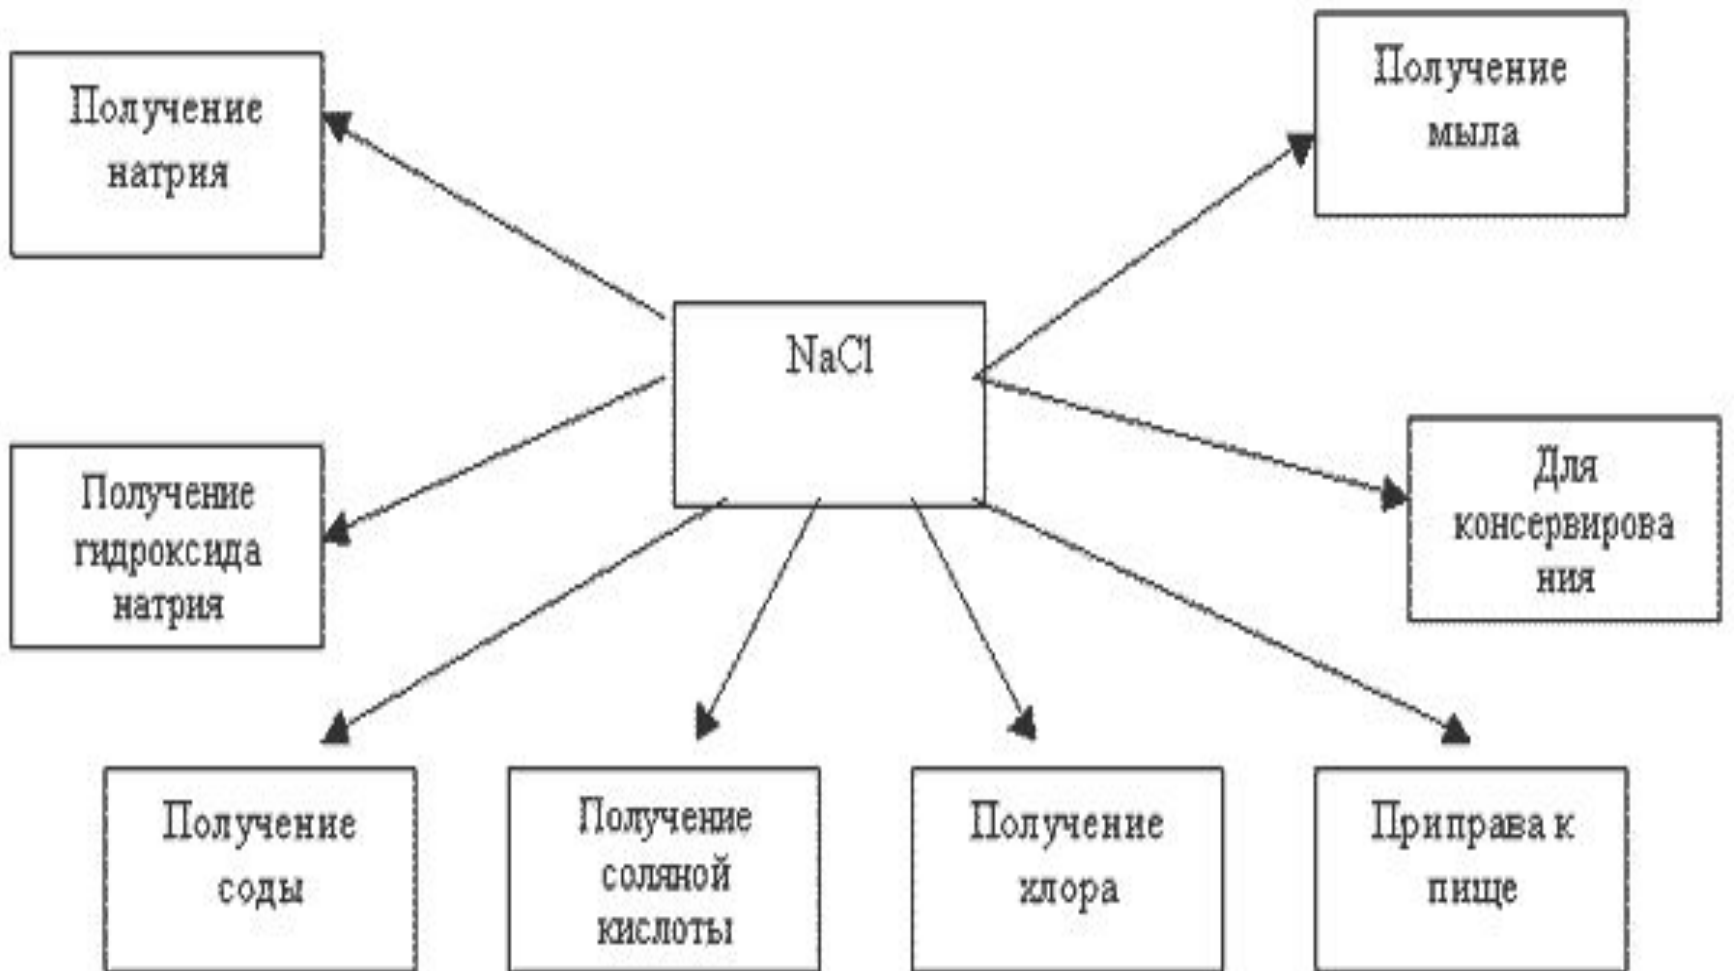 Получение
натрия
Получение
мыла
NaCl
Получение
гидроксида
натрия
Для
консервирова
ния
Получение
соды
Получение
соляной
кислоты
Получение
хлора
Приправа к
пище